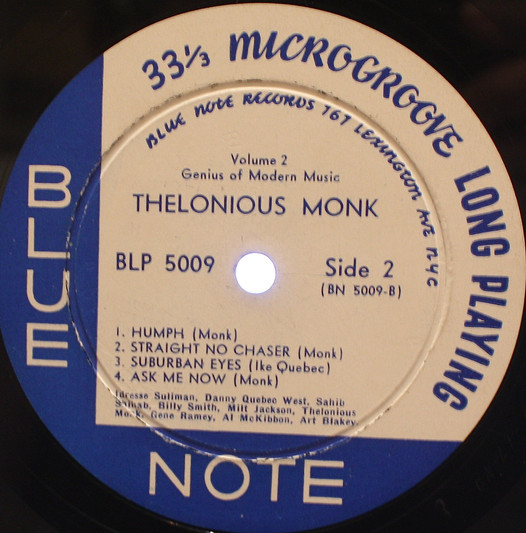 33⅓ MICROGROOVE LONG PLAYING
BLUE NOTE RECORDS 767 LEXINGTON AVE NYC
Volume 2
Genius of Modern Music
THELONIOUS MONK
BLP 5009
Side 2
(BN 5009-B)
1. HUMPH (Monk)
2. STRAIGHT NO CHASER (Monk)
3. SUBURBAN EYES (Ike Quebec)
4. ASK ME NOW (Monk)
Idresse Suliman, Danny Quebec West, Sahib
Shihab, Billy Smith, Milt Jackson, Thelonious
Monk, Gene Ramey, Al McKibbon, Art Blakey.
BLUE
NOTE